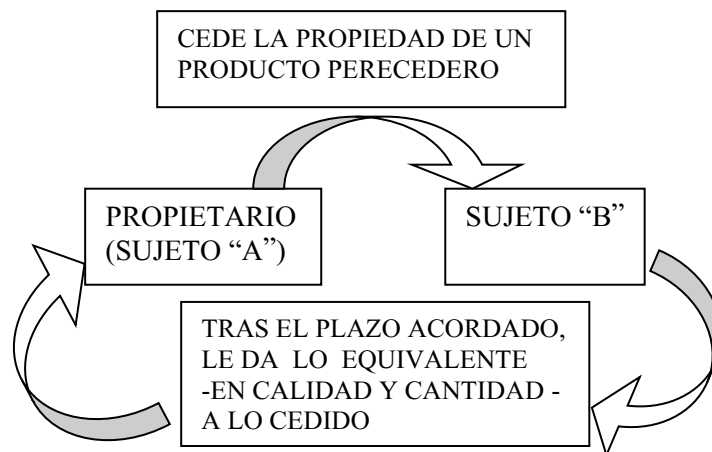 CEDE LA PROPIEDAD DE UN
PRODUCTO PERECEDERO
PROPIETARIO
(SUJETO “A”)
SUJETO “B”
TRAS EL PLAZO ACORDADO,
LE DA LO EQUIVALENTE
-EN CALIDAD Y CANTIDAD -
A LO CEDIDO